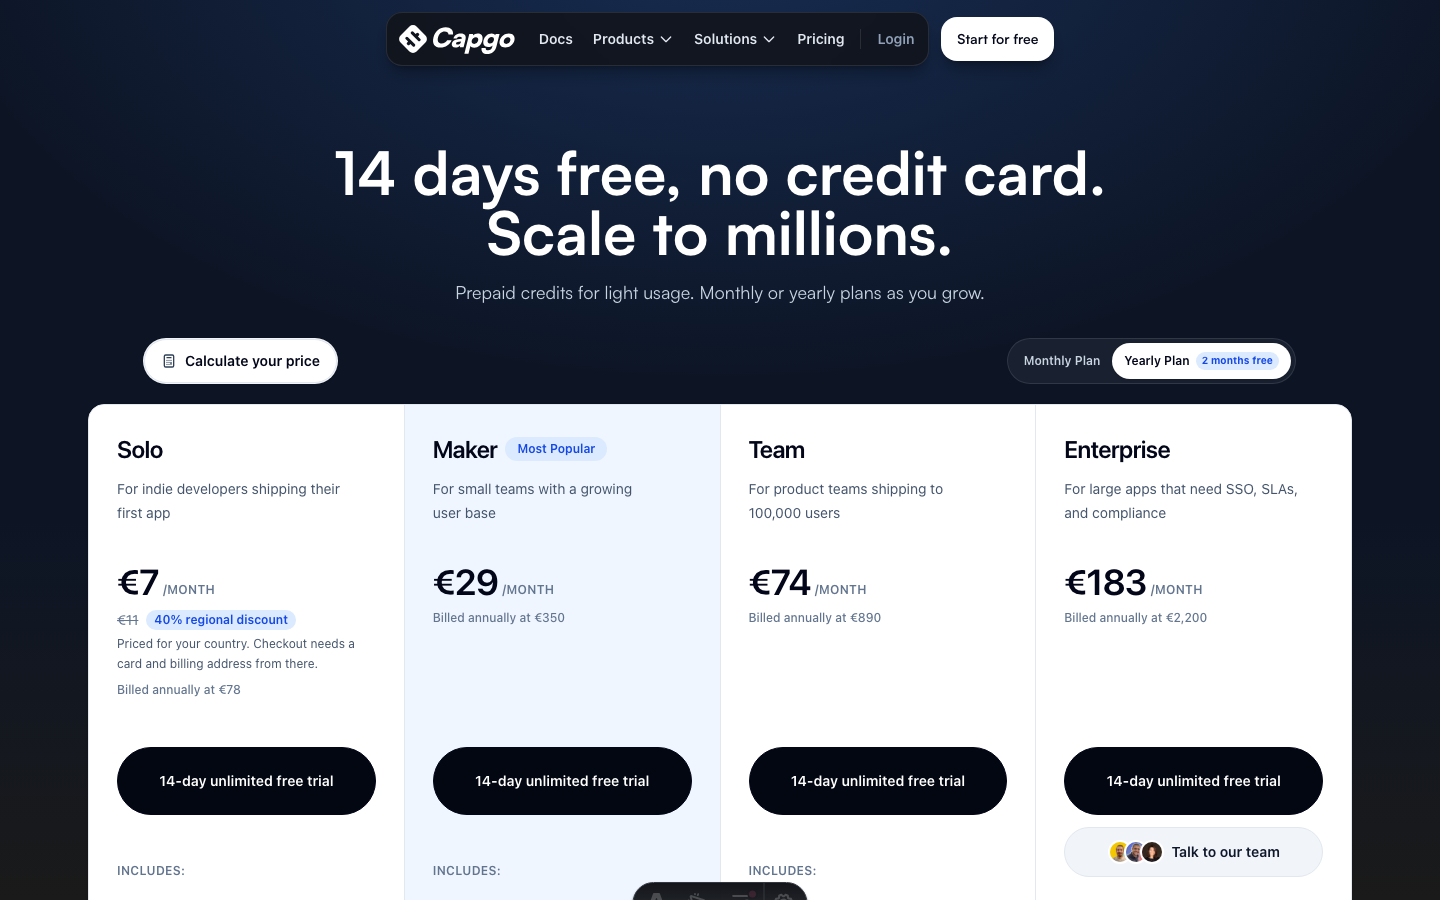 Capgo
Docs
Products
Solutions
Pricing
Login
Start for free
14 days free, no credit card.
Scale to millions.
Prepaid credits for light usage. Monthly or yearly plans as you grow.
Calculate your price
Monthly Plan
Yearly Plan
2 months free
Solo
For indie developers shipping their
first app
€7 /MONTH
€11 40% regional discount
Priced for your country. Checkout needs a
card and billing address from there.
Billed annually at €78
14-day unlimited free trial
INCLUDES:
Maker
Most Popular
For small teams with a growing
user base
€29 /MONTH
Billed annually at €350
14-day unlimited free trial
INCLUDES:
Team
For product teams shipping to
100,000 users
€74 /MONTH
Billed annually at €890
14-day unlimited free trial
INCLUDES:
Enterprise
For large apps that need SSO, SLAs,
and compliance
€183 /MONTH
Billed annually at €2,200
14-day unlimited free trial
Talk to our team